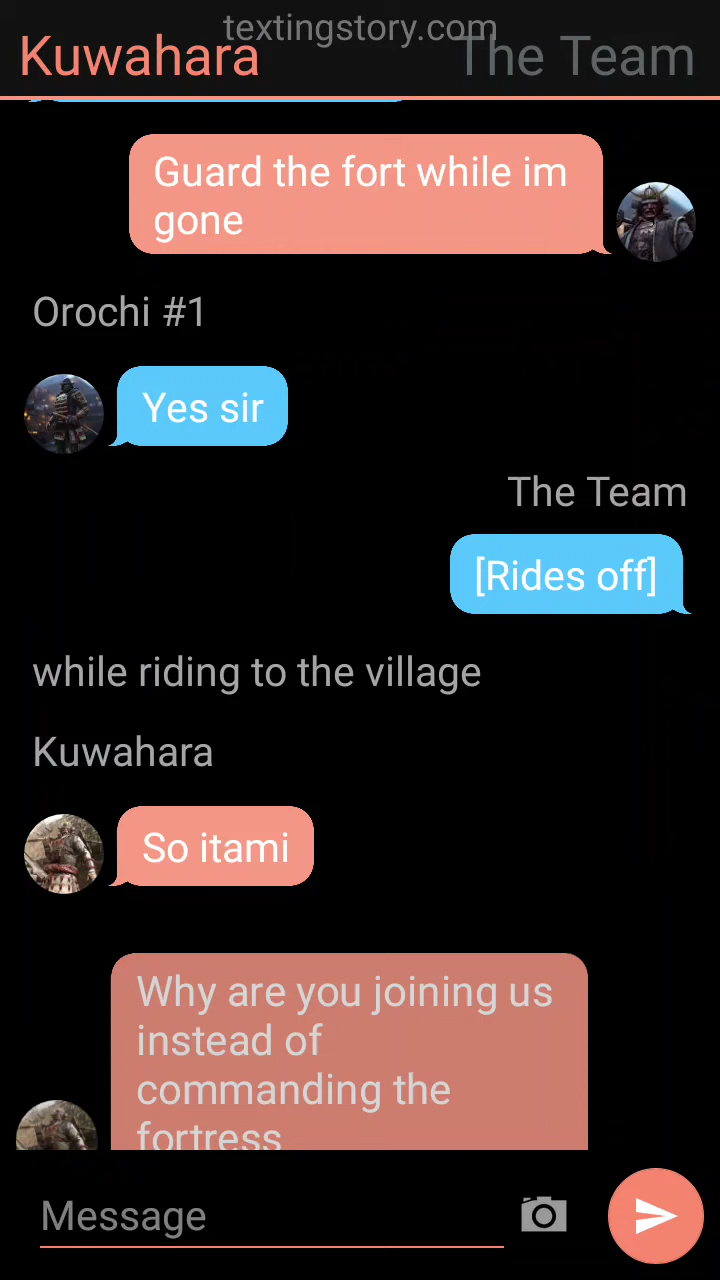 textingstory.com
Kuwahara
The Team
Guard the fort while im
gone
Orochi #1
Yes sir
The Team
[Rides off]
while riding to the village
Kuwahara
So itami
Why are you joining us
instead of
commanding the
fortress
Message